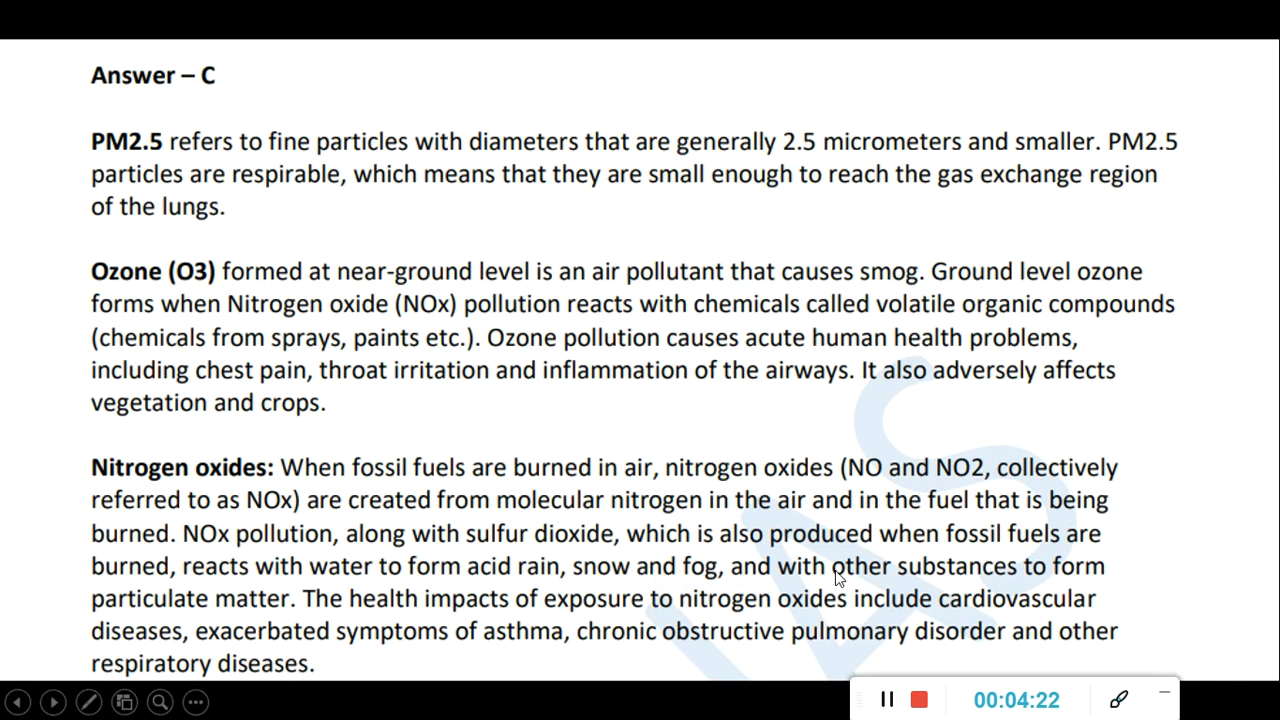 Answer – C
PM2.5 refers to fine particles with diameters that are generally 2.5 micrometers and smaller. PM2.5
particles are respirable, which means that they are small enough to reach the gas exchange region
of the lungs.
Ozone (O3) formed at near-ground level is an air pollutant that causes smog. Ground level ozone
forms when Nitrogen oxide (NOx) pollution reacts with chemicals called volatile organic compounds
(chemicals from sprays, paints etc.). Ozone pollution causes acute human health problems,
including chest pain, throat irritation and inflammation of the airways. It also adversely affects
vegetation and crops.
Nitrogen oxides: When fossil fuels are burned in air, nitrogen oxides (NO and NO2, collectively
referred to as NOx) are created from molecular nitrogen in the air and in the fuel that is being
burned. NOx pollution, along with sulfur dioxide, which is also produced when fossil fuels are
burned, reacts with water to form acid rain, snow and fog, and with other substances to form
particulate matter. The health impacts of exposure to nitrogen oxides include cardiovascular
diseases, exacerbated symptoms of asthma, chronic obstructive pulmonary disorder and other
respiratory diseases.
IAS
00:04:22